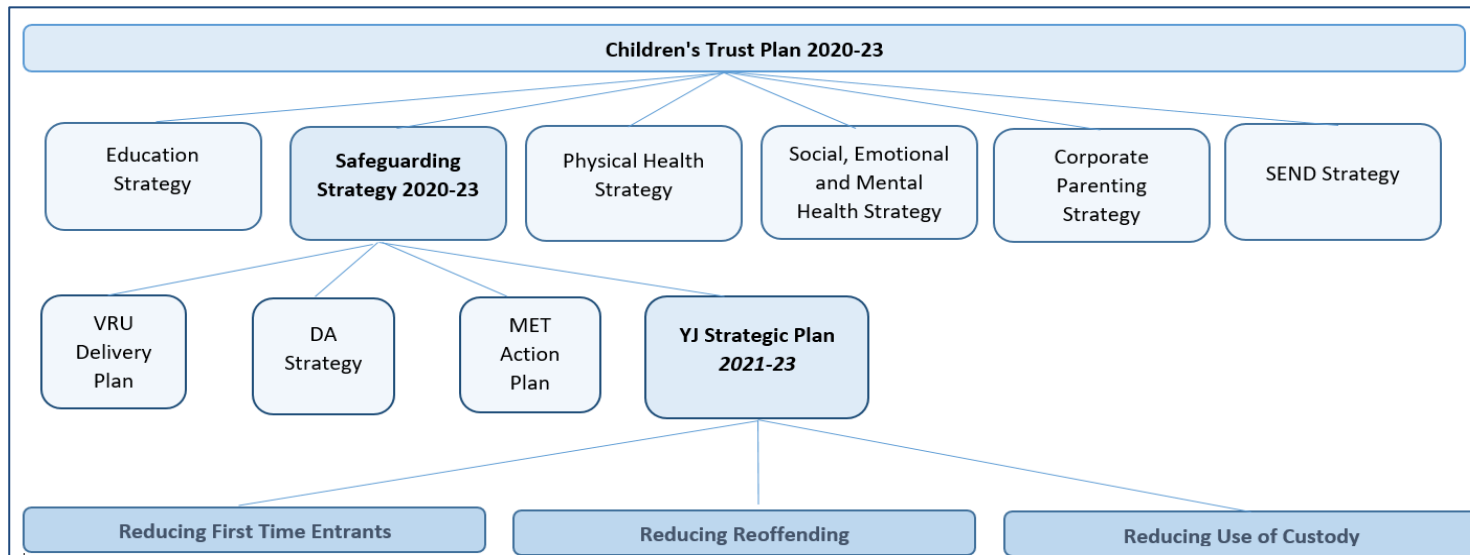 Children's Trust Plan 2020-23
Education
Strategy
Safeguarding
Strategy 2020-23
Physical Health
Strategy
Social, Emotional
and Mental
Health Strategy
Corporate
Parenting
Strategy
SEND Strategy
VRU
Delivery
Plan
DA
Strategy
MET
Action
Plan
YJ Strategic Plan
2021-23
Reducing First Time Entrants
Reducing Reoffending
Reducing Use of Custody